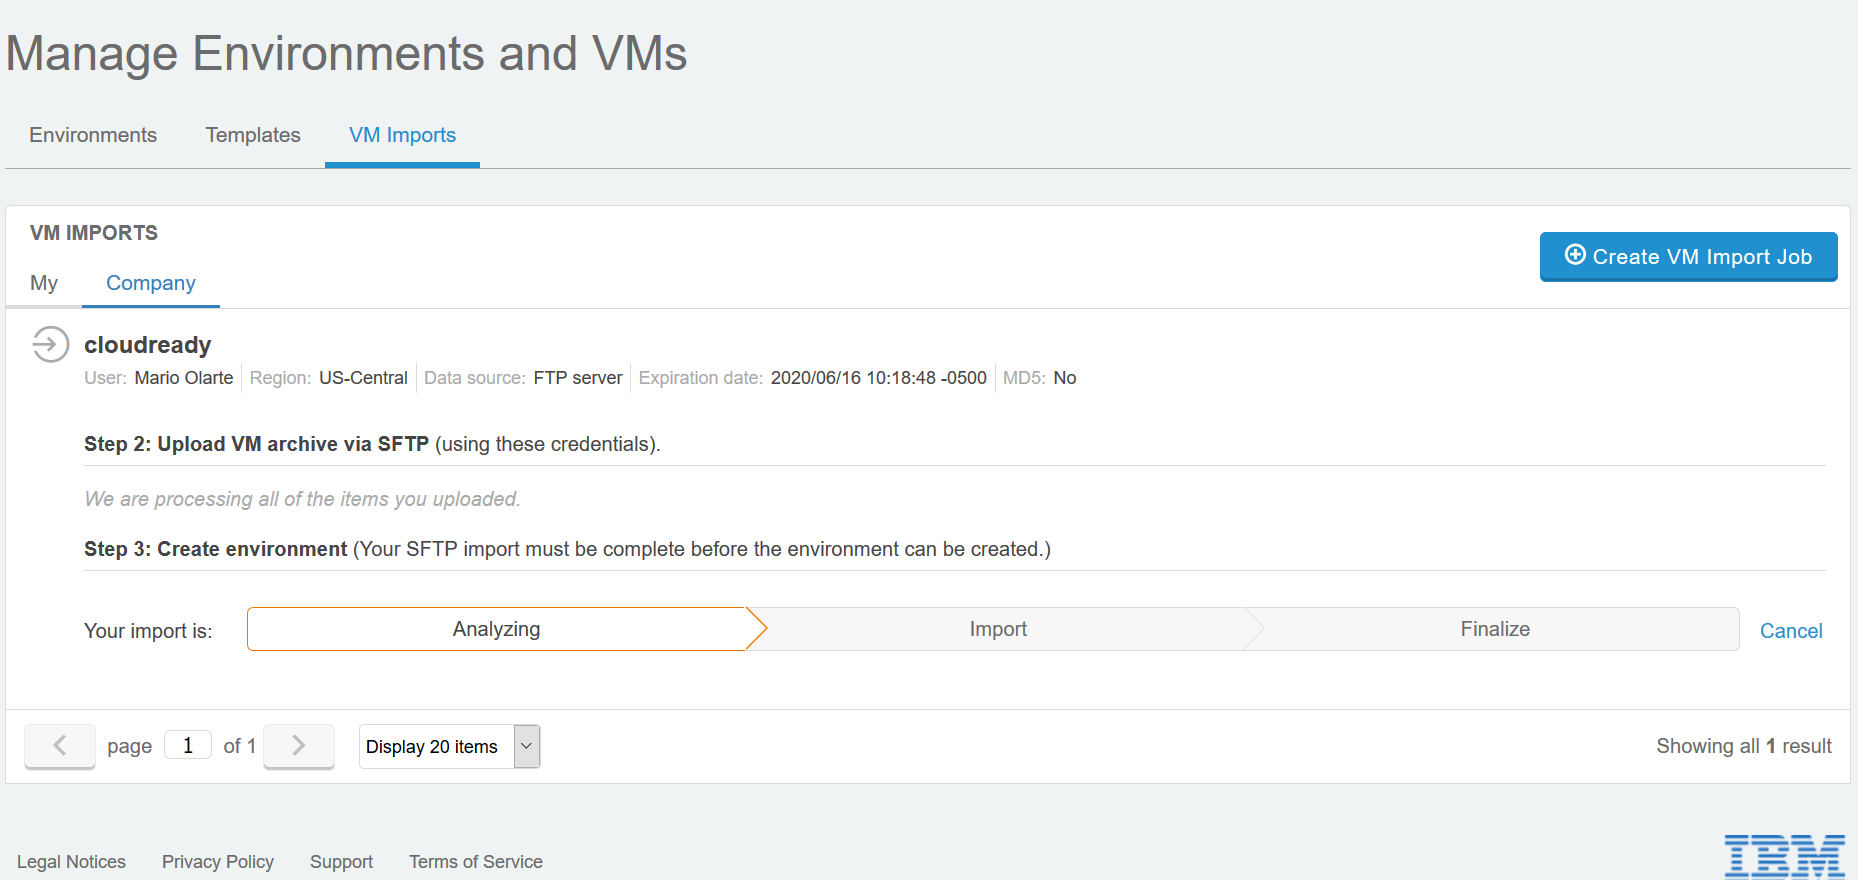 Manage Environments and VMs
Environments Templates VM Imports
VM IMPORTS
Create VM Import Job
My Company
cloudready
User: Mario Olarte Region: US-Central Data source: FTP server Expiration date: 2020/06/16 10:18:48 -0500 MD5: No
Step 2: Upload VM archive via SFTP (using these credentials).
We are processing all of the items you uploaded.
Step 3: Create environment (Your SFTP import must be complete before the environment can be created.)
Your import is: Analyzing Import Finalize Cancel
page 1 of 1 Display 20 items Showing all 1 result
Legal Notices Privacy Policy Support Terms of Service IBM